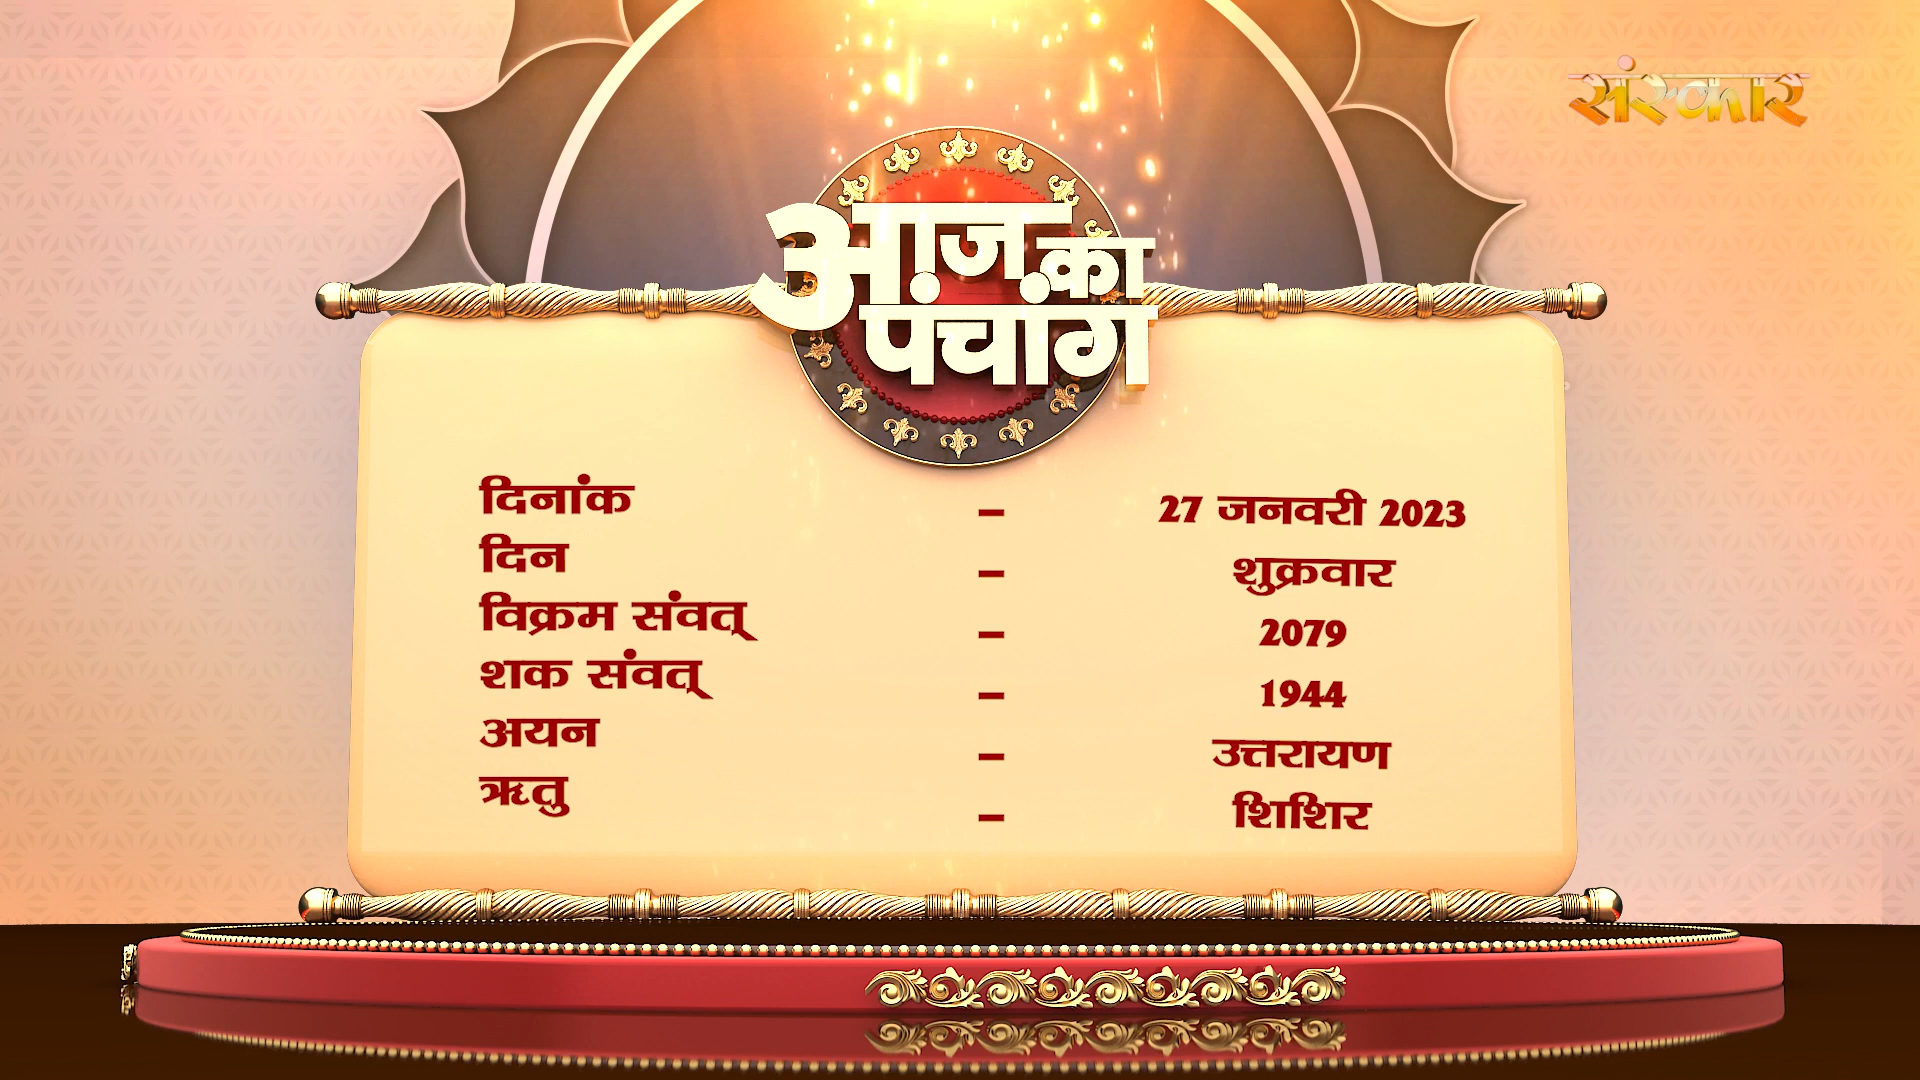 संस्कार
आज का
पंचांग
दिनांक – 27 जनवरी 2023
दिन – शुक्रवार
विक्रम संवत् – 2079
शक संवत् – 1944
अयन – उत्तरायण
ऋतु – शिशिर